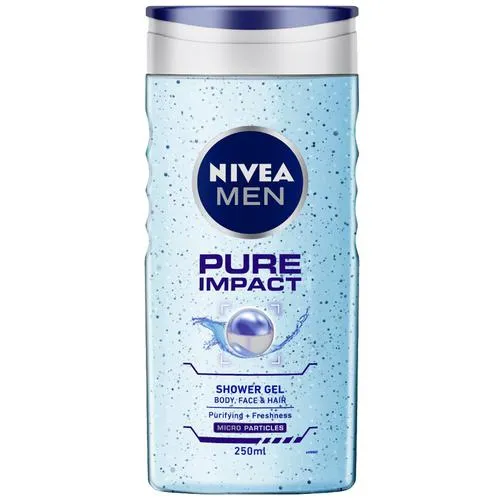 NIVEA
MEN
PURE
IMPACT
SHOWER GEL
BODY, FACE & HAIR
Purifying + Freshness
MICRO PARTICLES
250ml